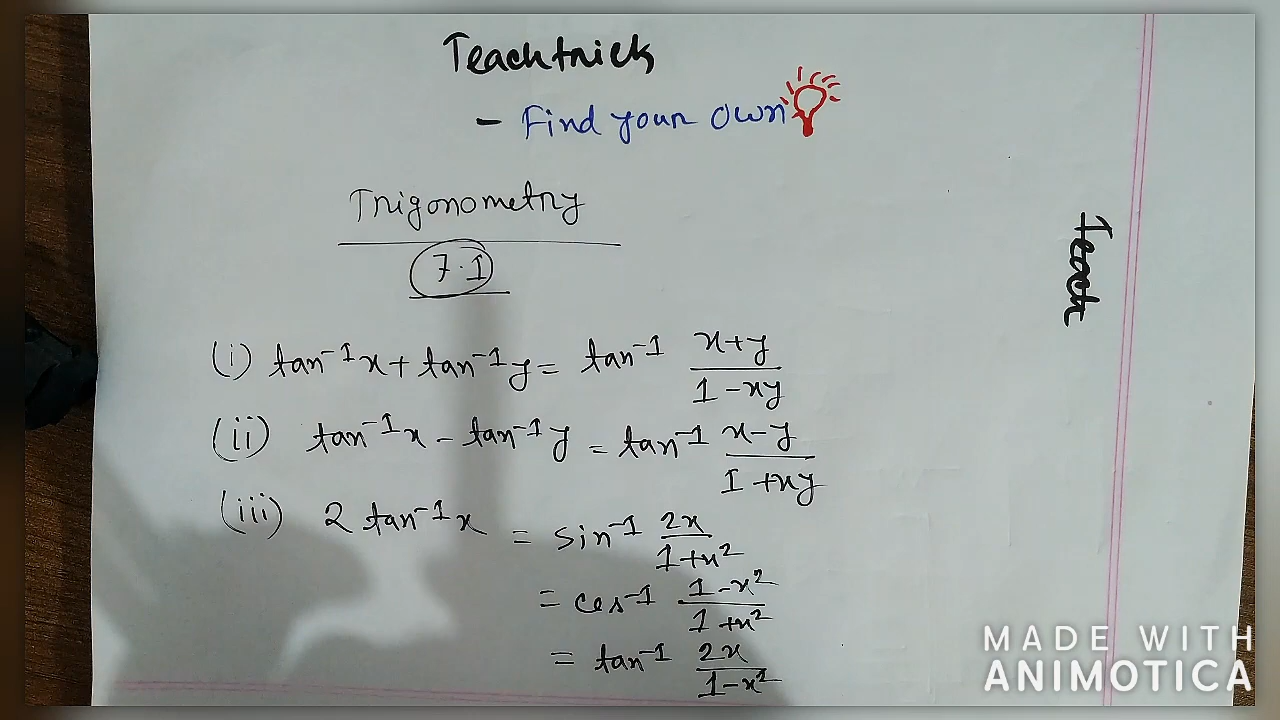 Teachtrick
- Find your own
Trigonometry
7.1
(i) tan⁻¹x + tan⁻¹y = tan⁻¹ (x+y)/(1-xy)
(ii) tan⁻¹x - tan⁻¹y = tan⁻¹ (x-y)/(1+xy)
(iii) 2 tan⁻¹x = sin⁻¹ 2x/(1+x²)
= cos⁻¹ (1-x²)/(1+x²)
= tan⁻¹ 2x/(1-x²)
Teach
MADE WITH
ANIMOTICA